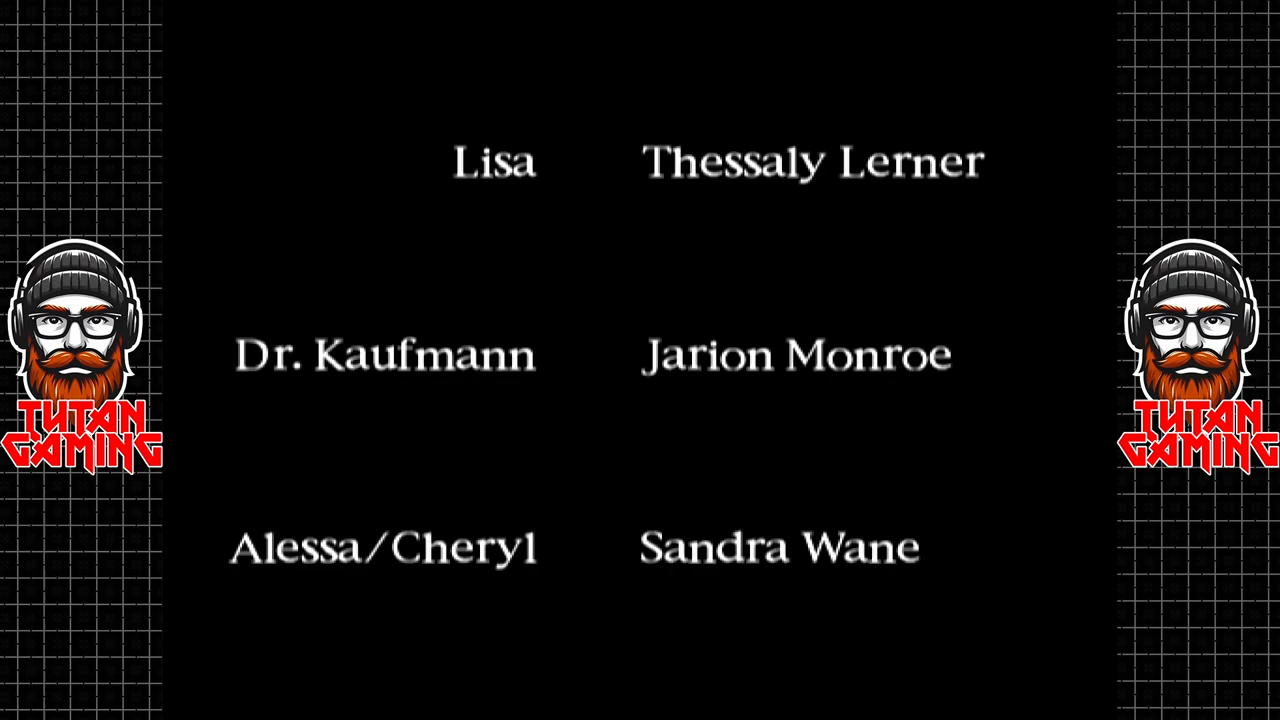 Lisa Thessaly Lerner
Dr. Kaufmann Jarion Monroe
Alessa/Cheryl Sandra Wane
TUTAN
GAMING
TUTAN
GAMING